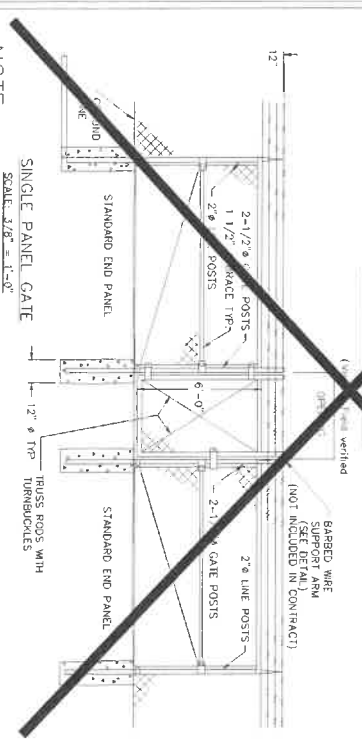 12"
verified
BARBED WIRE
SUPPORT ARM
(SEE DETAIL)
(NOT INCLUDED IN CONTRACT)
2-1/2"ø POSTS
2"ø POSTS
1 1/2" BRACE TYP.
6'-0"
2"ø LINE POSTS
GATE POSTS
STANDARD END PANEL
STANDARD END PANEL
12" ø TYP
TRUSS RODS WITH
TURNBUCKLES
SINGLE PANEL GATE
SCALE: 3/8" = 1'-0"